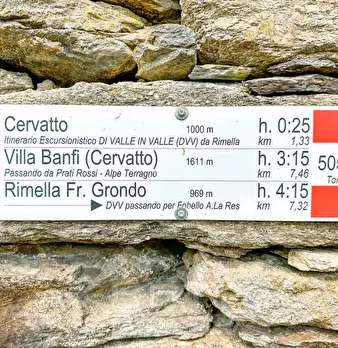 Cervatto 1000 m h. 0:25
Itinerario Escursionistico DI VALLE IN VALLE (DVV) da Rimella km 1,33
Villa Banfi (Cervatto) 1611 m h. 3:15 505
Passando da Prati Rossi - Alpe Terragno km 7,46
Rimella Fr. Grondo 969 m h. 4:15
DVV passando per Fobello A.La Res km 7,32